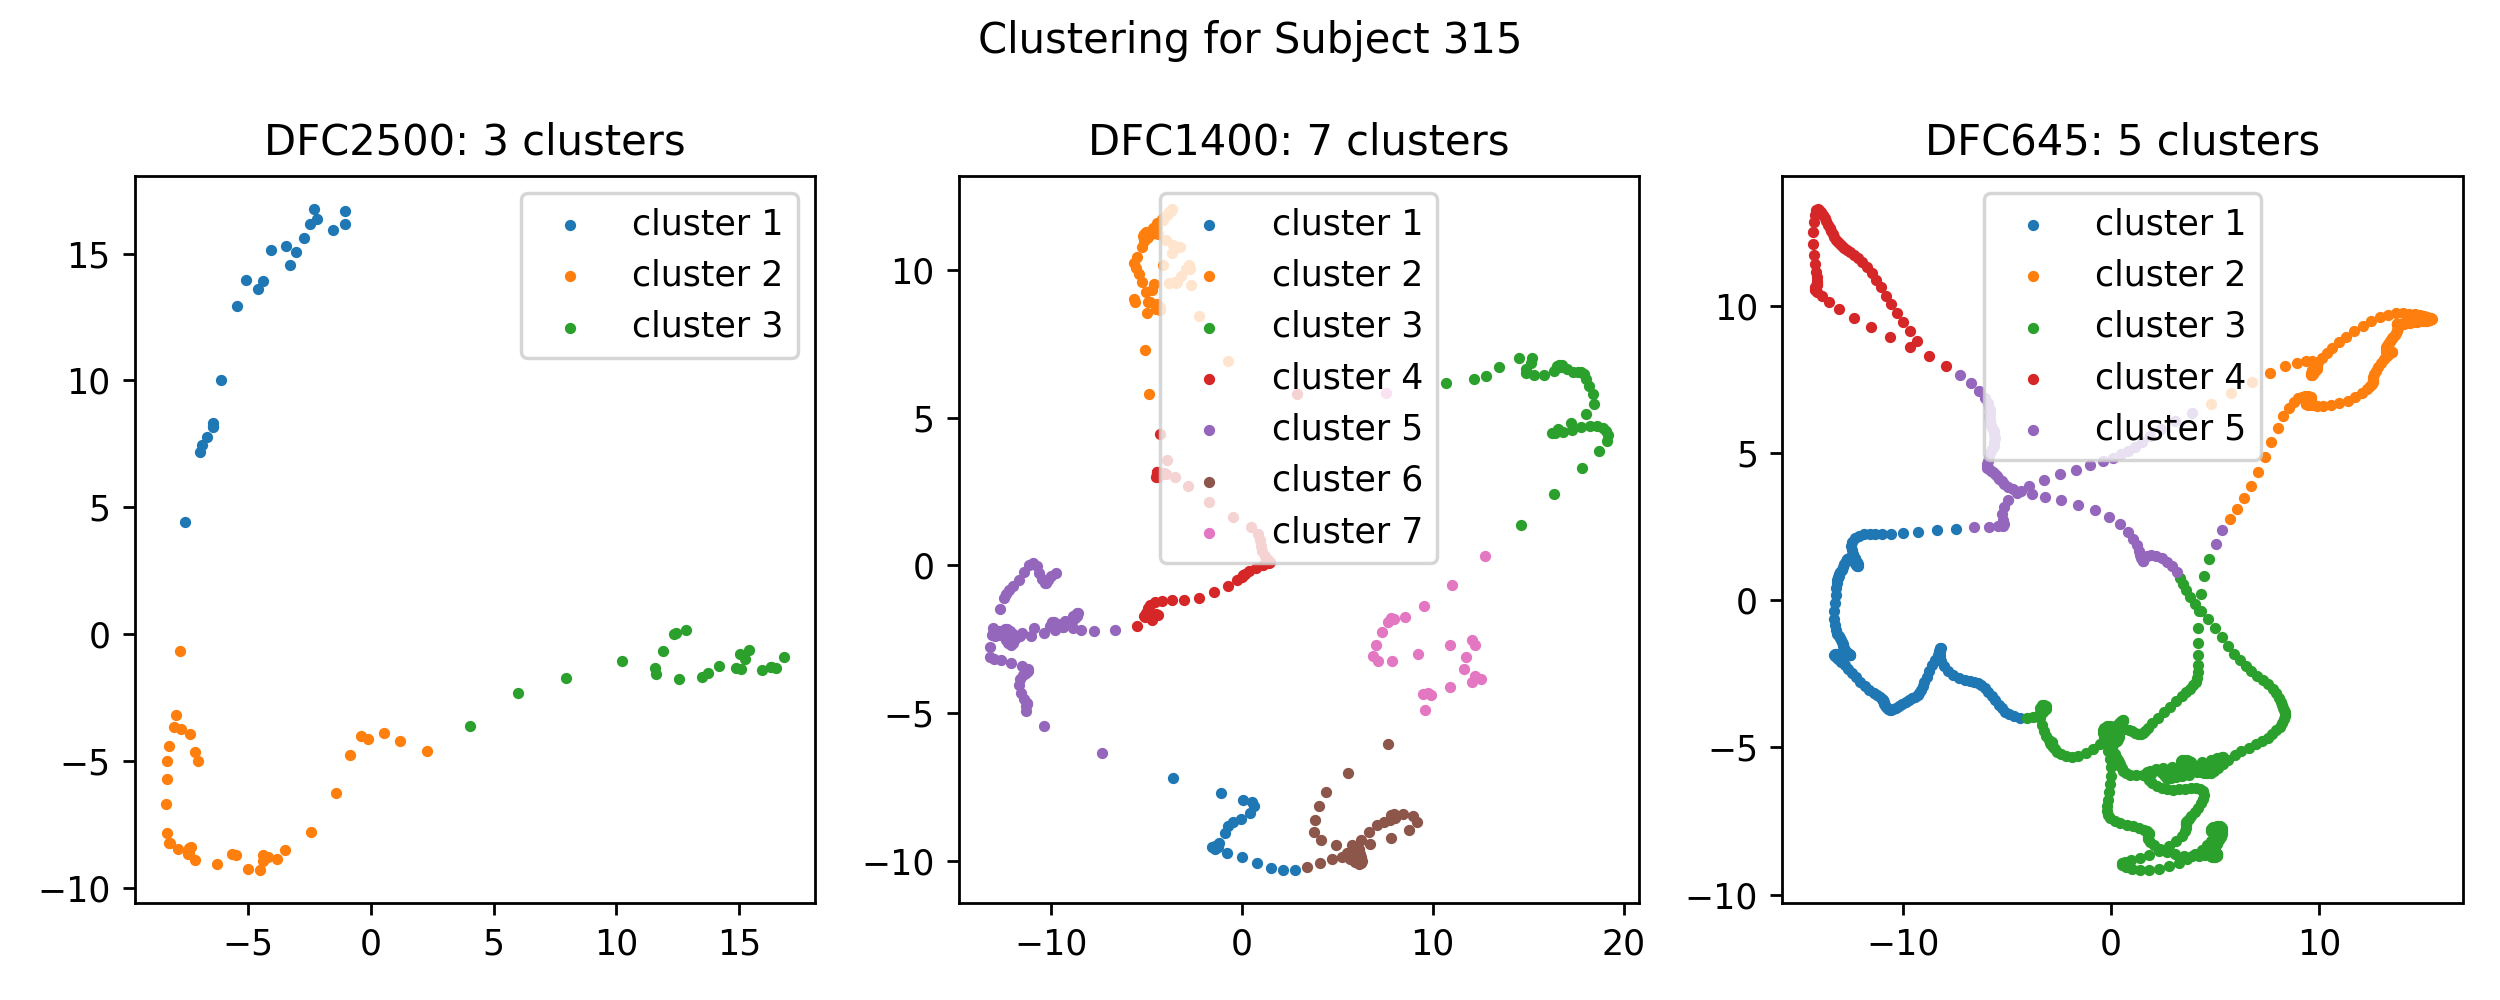 Clustering for Subject 315
DFC2500: 3 clusters
cluster 1
cluster 2
cluster 3
15
10
5
0
−5
−10
−5
0
5
10
15
DFC1400: 7 clusters
cluster 1
cluster 2
cluster 3
cluster 4
cluster 5
cluster 6
cluster 7
10
5
0
−5
−10
−10
0
10
20
DFC645: 5 clusters
cluster 1
cluster 2
cluster 3
cluster 4
cluster 5
10
5
0
−5
−10
−10
0
10